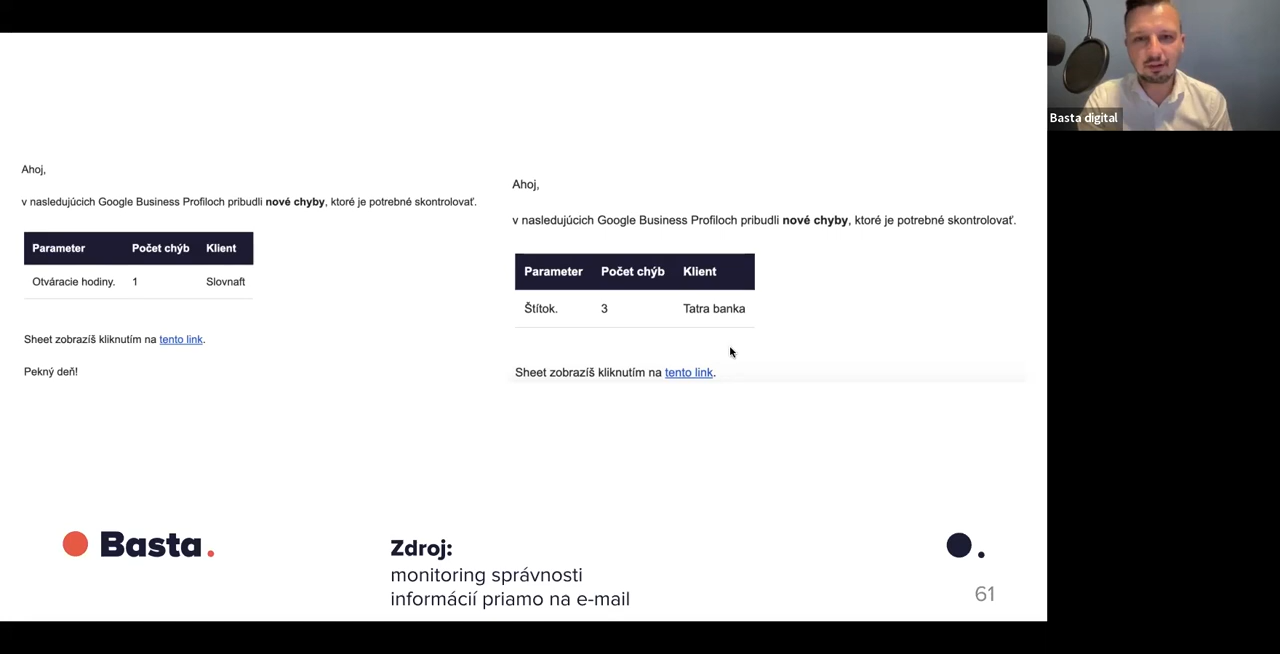 Basta digital
Ahoj,
v nasledujúcich Google Business Profiloch pribudli nové chyby, ktoré je potrebné skontrolovať.
Parameter Počet chýb Klient
Otváracie hodiny. 1 Slovnaft
Sheet zobrazíš kliknutím na tento link.
Pekný deň!
Ahoj,
v nasledujúcich Google Business Profiloch pribudli nové chyby, ktoré je potrebné skontrolovať.
Parameter Počet chýb Klient
Štítok. 3 Tatra banka
Sheet zobrazíš kliknutím na tento link.
Basta.
Zdroj:
monitoring správnosti
informácií priamo na e-mail
61